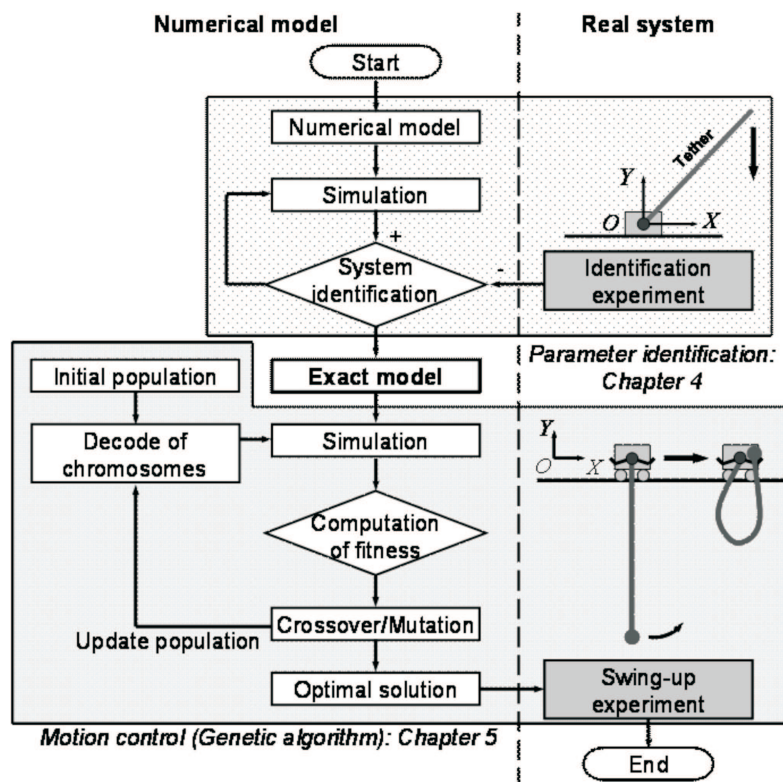 Numerical model
Real system
Start
Numerical model
Simulation
+
System
identification
-
Tether
Y
O
X
Identification
experiment
Parameter identification:
Chapter 4
Initial population
Exact model
Decode of
chromosomes
Simulation
Computation
of fitness
Update population
Crossover/Mutation
Optimal solution
Y
O
X
Swing-up
experiment
Motion control (Genetic algorithm): Chapter 5
End